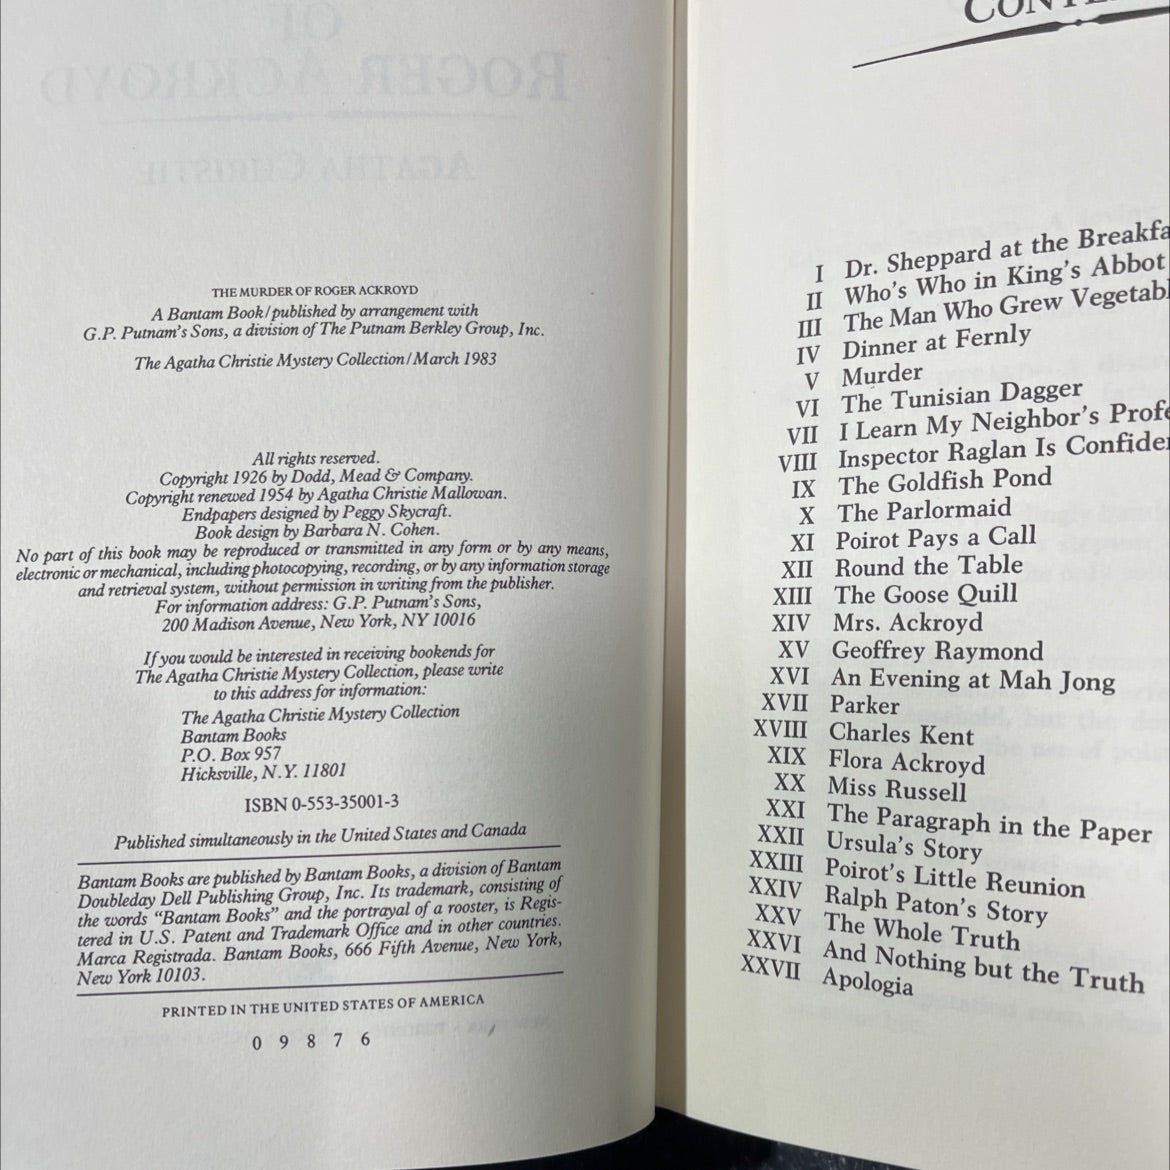 THE MURDER OF ROGER ACKROYD
A Bantam Book/published by arrangement with
G.P. Putnam's Sons, a division of The Putnam Berkley Group, Inc.
The Agatha Christie Mystery Collection/March 1983
All rights reserved.
Copyright 1926 by Dodd, Mead & Company.
Copyright renewed 1954 by Agatha Christie Mallowan.
Endpapers designed by Peggy Skycraft.
Book design by Barbara N. Cohen.
No part of this book may be reproduced or transmitted in any form or by any means,
electronic or mechanical, including photocopying, recording, or by any information storage
and retrieval system, without permission in writing from the publisher.
For information address: G.P. Putnam's Sons,
200 Madison Avenue, New York, NY 10016
If you would be interested in receiving bookends for
The Agatha Christie Mystery Collection, please write
to this address for information:
The Agatha Christie Mystery Collection
Bantam Books
P.O. Box 957
Hicksville, N.Y. 11801
ISBN 0-553-35001-3
Published simultaneously in the United States and Canada
Bantam Books are published by Bantam Books, a division of Bantam
Doubleday Dell Publishing Group, Inc. Its trademark, consisting of
the words "Bantam Books" and the portrayal of a rooster, is Regis-
tered in U.S. Patent and Trademark Office and in other countries.
Marca Registrada. Bantam Books, 666 Fifth Avenue, New York,
New York 10103.
PRINTED IN THE UNITED STATES OF AMERICA
0 9 8 7 6
I Dr. Sheppard at the Breakfa
II Who's Who in King's Abbot
III The Man Who Grew Vegetabl
IV Dinner at Fernly
V Murder
VI The Tunisian Dagger
VII I Learn My Neighbor's Profe
VIII Inspector Raglan Is Confiden
IX The Goldfish Pond
X The Parlormaid
XI Poirot Pays a Call
XII Round the Table
XIII The Goose Quill
XIV Mrs. Ackroyd
XV Geoffrey Raymond
XVI An Evening at Mah Jong
XVII Parker
XVIII Charles Kent
XIX Flora Ackroyd
XX Miss Russell
XXI The Paragraph in the Paper
XXII Ursula's Story
XXIII Poirot's Little Reunion
XXIV Ralph Paton's Story
XXV The Whole Truth
XXVI And Nothing but the Truth
XXVII Apologia